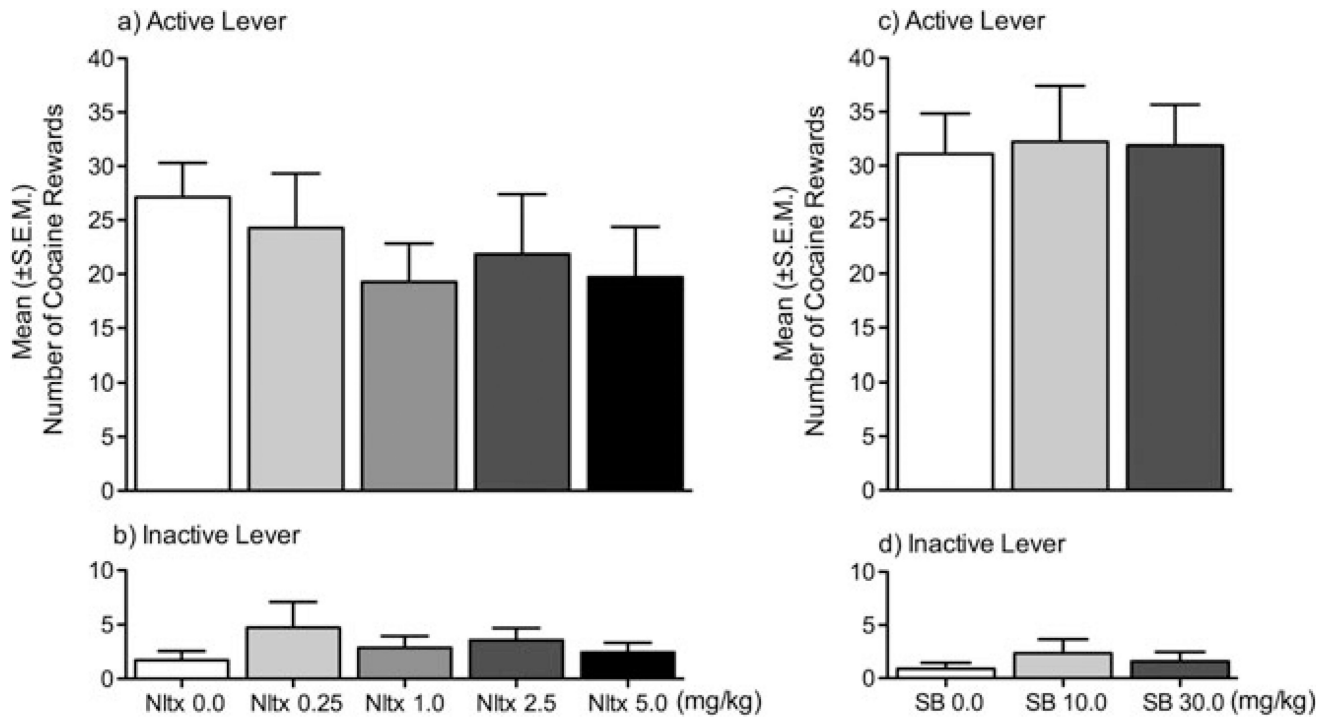 a) Active Lever
Mean (±S.E.M.)
Number of Cocaine Rewards
40
35
30
25
20
15
10
5
0
b) Inactive Lever
10
5
0
Nltx 0.0 Nltx 0.25 Nltx 1.0 Nltx 2.5 Nltx 5.0 (mg/kg)
c) Active Lever
Mean (±S.E.M.)
Number of Cocaine Rewards
40
35
30
25
20
15
10
5
0
d) Inactive Lever
10
5
0
SB 0.0 SB 10.0 SB 30.0 (mg/kg)